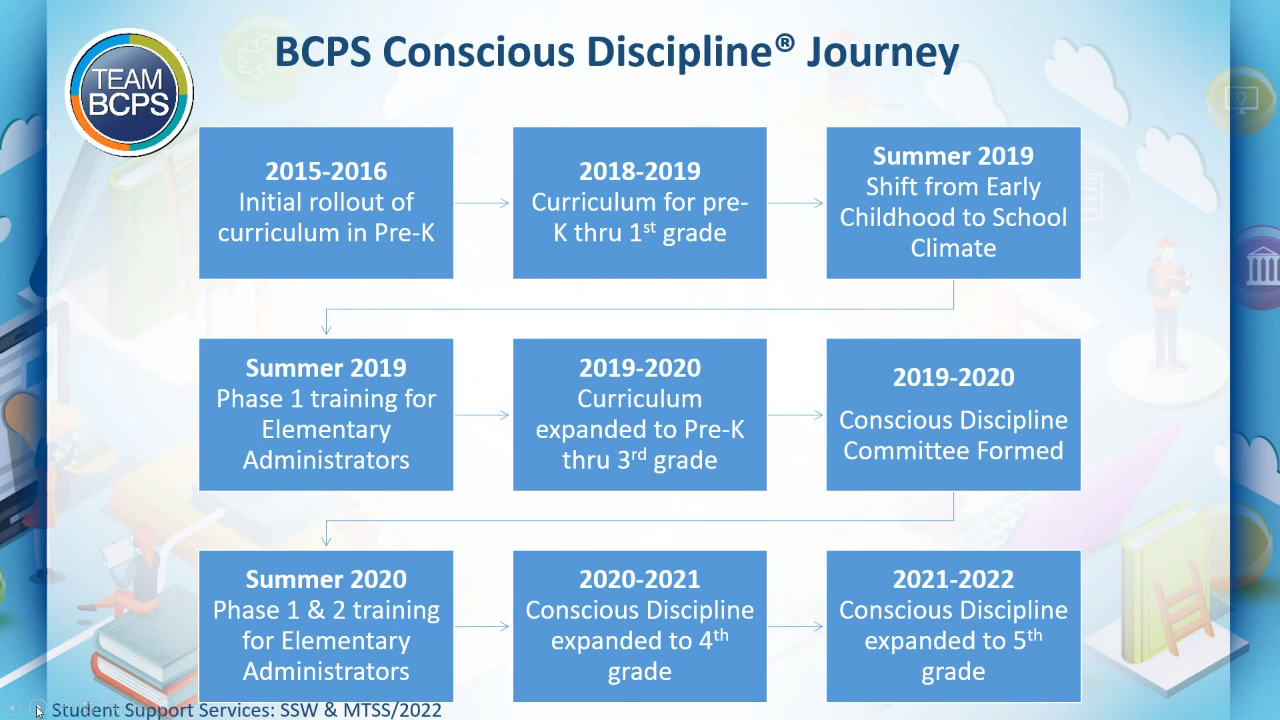 BCPS Conscious Discipline® Journey
TEAM
BCPS
2015-2016
Initial rollout of
curriculum in Pre-K
2018-2019
Curriculum for pre-
K thru 1st grade
Summer 2019
Shift from Early
Childhood to School
Climate
Summer 2019
Phase 1 training for
Elementary
Administrators
2019-2020
Curriculum
expanded to Pre-K
thru 3rd grade
2019-2020
Conscious Discipline
Committee Formed
Summer 2020
Phase 1 & 2 training
for Elementary
Administrators
2020-2021
Conscious Discipline
expanded to 4th
grade
2021-2022
Conscious Discipline
expanded to 5th
grade
Student Support Services: SSW & MTSS/2022